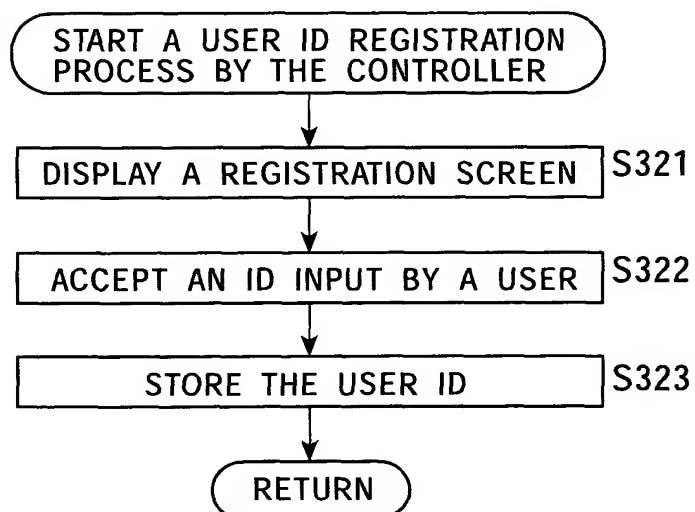 START A USER ID REGISTRATION
PROCESS BY THE CONTROLLER
DISPLAY A REGISTRATION SCREEN
S321
ACCEPT AN ID INPUT BY A USER
S322
STORE THE USER ID
S323
RETURN